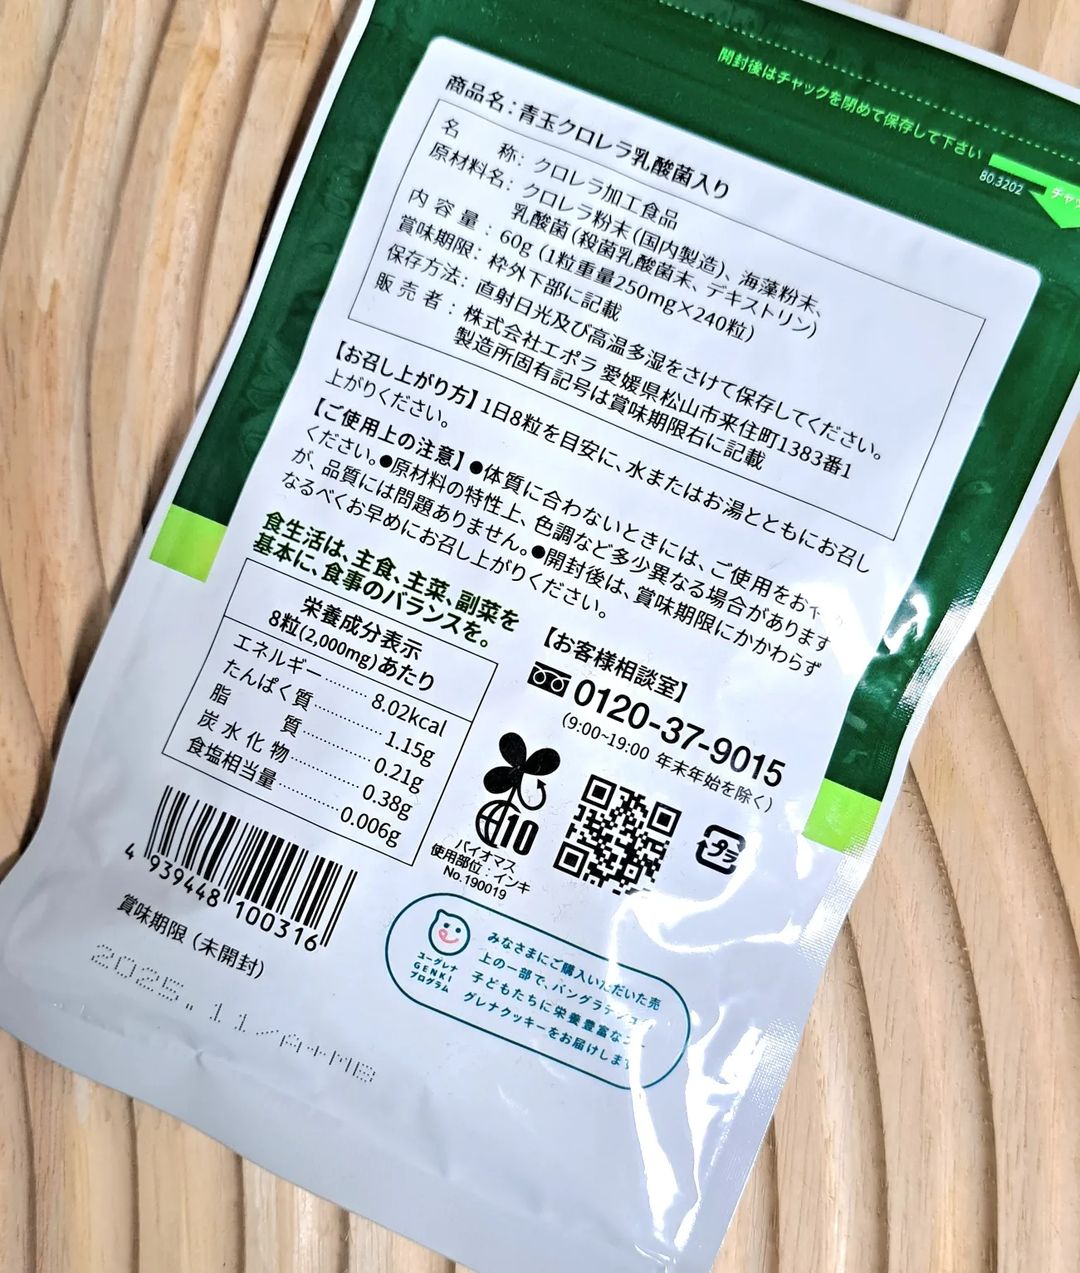 開封後はチャックを閉めて保存して下さい
80.3202
チャッ
商品名：青玉クロレラ乳酸菌入り
名称：クロレラ加工食品
原材料名：クロレラ粉末（国内製造）、海藻粉末、
乳酸菌（殺菌乳酸菌末、デキストリン）
内容量：60g（1粒重量250mg×240粒）
賞味期限：枠外下部に記載
保存方法：直射日光及び高温多湿をさけて保存してください。
販売者：株式会社エポラ 愛媛県松山市来住町1383番1
製造所固有記号は賞味期限右に記載
【お召し上がり方】1日8粒を目安に、水またはお湯とともにお召し
上がりください。
【ご使用上の注意】●体質に合わないときには、ご使用をお
ください。●原材料の特性上、色調など多少異なる場合があります
が、品質には問題ありません。●開封後は、賞味期限にかかわらず
なるべくお早めにお召し上がりください。
食生活は、主食、主菜、副菜を
基本に、食事のバランスを。
栄養成分表示
8粒(2,000mg)あたり
エネルギー………8.02kcal
たんぱく質………1.15g
脂質………0.21g
炭水化物………0.38g
食塩相当量………0.006g
【お客様相談室】
0120-37-9015
（9:00~19:00 年末年始を除く）
10
バイオマス
使用部位：インキ
No.190019
プラ
4 939448 100316
賞味期限（未開封）
2025.11/A+MB
ユーグレナ
GENKI
プログラム
みなさまにご購入いただいた売
上の一部で、バングラデシュの
子どもたちに栄養豊富なユー
グレナクッキーをお届けします